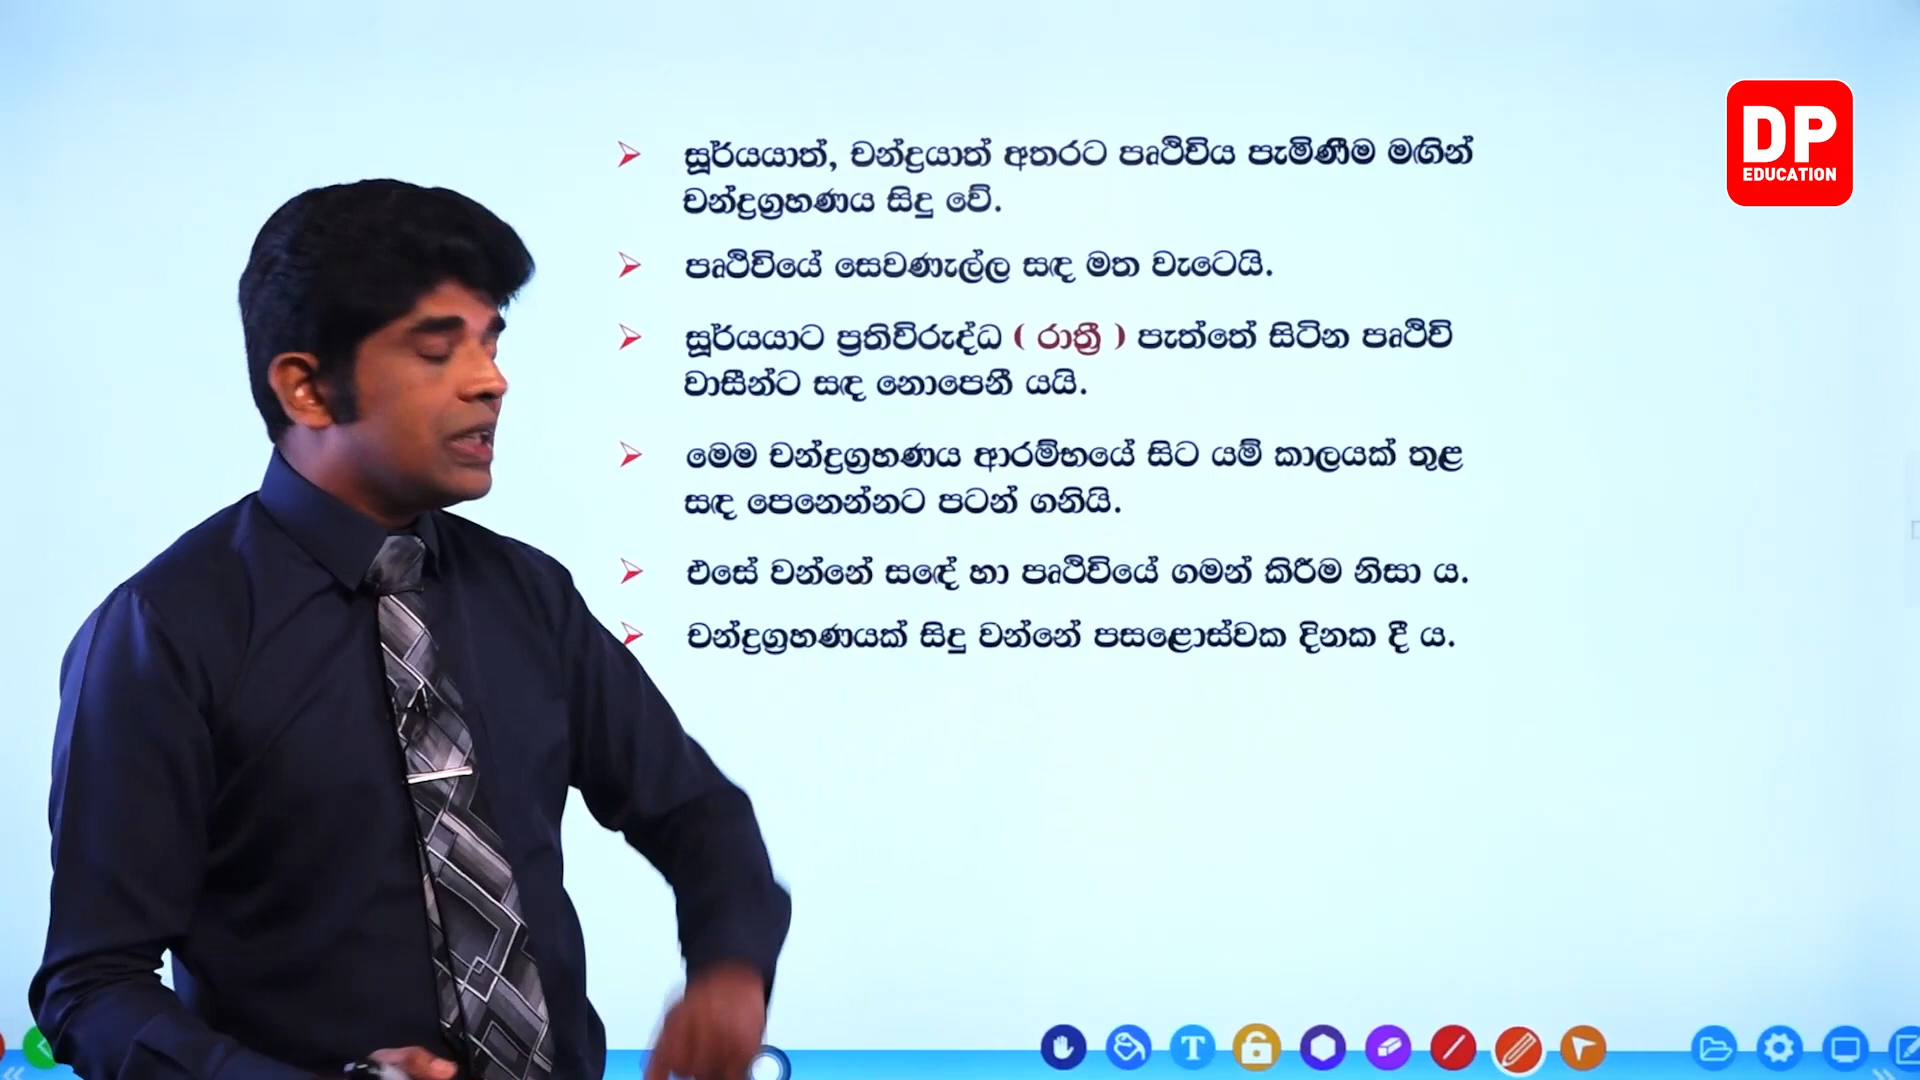 DP
EDUCATION
සූර්යයාත්, චන්ද්‍රයාත් අතරට පෘථිවිය පැමිණීම මඟින්
චන්ද්‍රග්‍රහණය සිදු වේ.
පෘථිවියේ සෙවණැල්ල සඳ මත වැටෙයි.
සූර්යයාට ප්‍රතිවිරුද්ධ ( රාත්‍රී ) පැත්තේ සිටින පෘථිවි
වාසීන්ට සඳ නොපෙනී යයි.
මෙම චන්ද්‍රග්‍රහණය ආරම්භයේ සිට යම් කාලයක් තුළ
සඳ පෙනෙන්නට පටන් ගනියි.
එසේ වන්නේ සඳේ හා පෘථිවියේ ගමන් කිරීම නිසා ය.
චන්ද්‍රග්‍රහණයක් සිදු වන්නේ පසළොස්වක දිනක දී ය.
T